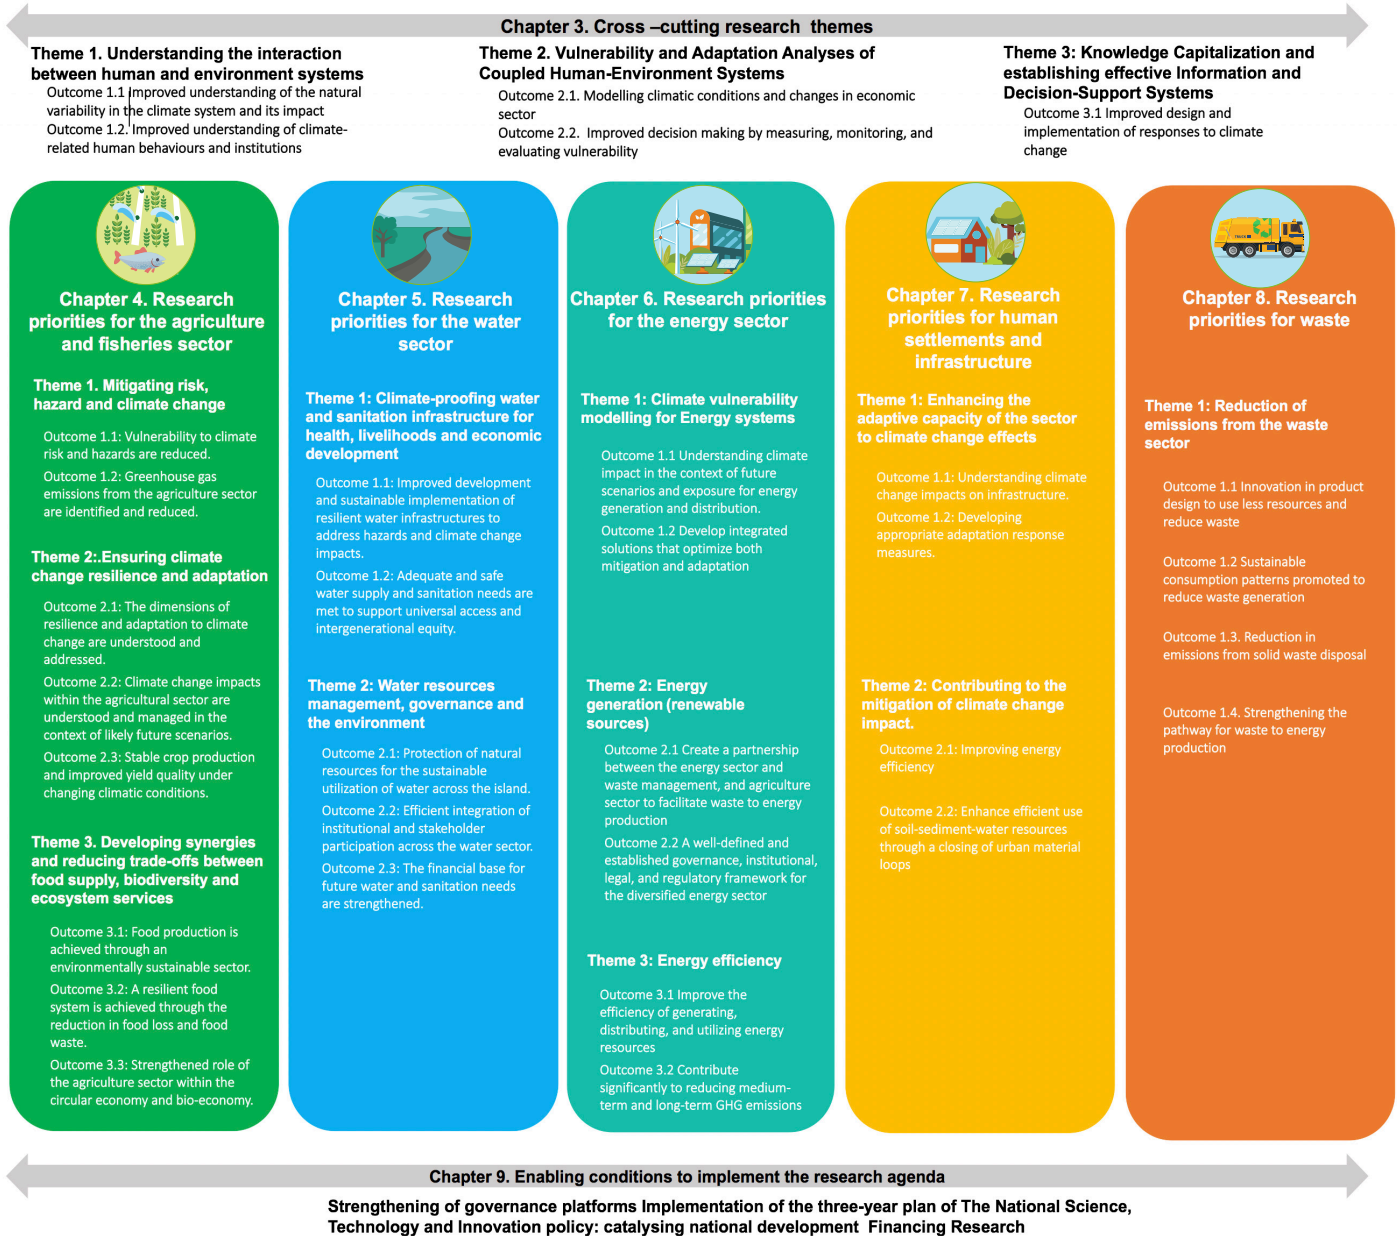 Chapter 3. Cross –cutting research  themes
Theme 1. Understanding the interaction
between human and environment systems
Outcome 1.1 Improved understanding of the natural
variability in the climate system and its impact
Outcome 1.2. Improved understanding of climate-
related human behaviours and institutions
Theme 2. Vulnerability and Adaptation Analyses of
Coupled Human-Environment Systems
Outcome 2.1. Modelling climatic conditions and changes in economic
sector
Outcome 2.2.  Improved decision making by measuring, monitoring, and
evaluating vulnerability
Theme 3: Knowledge Capitalization and
establishing effective Information and
Decision-Support Systems
Outcome 3.1 Improved design and
implementation of responses to climate
change
Chapter 4. Research
priorities for the agriculture
and fisheries sector
Theme 1. Mitigating risk,
hazard and climate change
Outcome 1.1: Vulnerability to climate
risk and hazards are reduced.
Outcome 1.2: Greenhouse gas
emissions from the agriculture sector
are identified and reduced.
Theme 2:.Ensuring climate
change resilience and adaptation
Outcome 2.1: The dimensions of
resilience and adaptation to climate
change are understood and
addressed.
Outcome 2.2: Climate change impacts
within the agricultural sector are
understood and managed in the
context of likely future scenarios.
Outcome 2.3: Stable crop production
and improved yield quality under
changing climatic conditions.
Theme 3. Developing synergies
and reducing trade-offs between
food supply, biodiversity and
ecosystem services
Outcome 3.1: Food production is
achieved through an
environmentally sustainable sector.
Outcome 3.2: A resilient food
system is achieved through the
reduction in food loss and food
waste.
Outcome 3.3: Strengthened role of
the agriculture sector within the
circular economy and bio-economy.
Chapter 5. Research
priorities for the water
sector
Theme 1: Climate-proofing water
and sanitation infrastructure for
health, livelihoods and economic
development
Outcome 1.1: Improved development
and sustainable implementation of
resilient water infrastructures to
address hazards and climate change
impacts.
Outcome 1.2: Adequate and safe
water supply and sanitation needs are
met to support universal access and
intergenerational equity.
Theme 2: Water resources
management, governance and
the environment
Outcome 2.1: Protection of natural
resources for the sustainable
utilization of water across the island.
Outcome 2.2: Efficient integration of
institutional and stakeholder
participation across the water sector.
Outcome 2.3: The financial base for
future water and sanitation needs
are strengthened.
Chapter 6. Research priorities
for the energy sector
Theme 1: Climate vulnerability
modelling for Energy systems
Outcome 1.1 Understanding climate
impact in the context of future
scenarios and exposure for energy
generation and distribution.
Outcome 1.2 Develop integrated
solutions that optimize both
mitigation and adaptation
Theme 2: Energy
generation (renewable
sources)
Outcome 2.1 Create a partnership
between the energy sector and
waste management, and agriculture
sector to facilitate waste to energy
production
Outcome 2.2 A well-defined and
established governance, institutional,
legal, and regulatory framework for
the diversified energy sector
Theme 3: Energy efficiency
Outcome 3.1 Improve the
efficiency of generating,
distributing, and utilizing energy
resources
Outcome 3.2 Contribute
significantly to reducing medium-
term and long-term GHG emissions
Chapter 7. Research
priorities for human
settlements and
infrastructure
Theme 1: Enhancing the
adaptive capacity of the sector
to climate change effects
Outcome 1.1: Understanding climate
change impacts on infrastructure.
Outcome 1.2: Developing
appropriate adaptation response
measures.
Theme 2: Contributing to the
mitigation of climate change
impact.
Outcome 2.1: Improving energy
efficiency
Outcome 2.2: Enhance efficient use
of soil-sediment-water resources
through a closing of urban material
loops
TRUCK
Chapter 8. Research
priorities for waste
Theme 1: Reduction of
emissions from the waste
sector
Outcome 1.1 Innovation in product
design to use less resources and
reduce waste
Outcome 1.2 Sustainable
consumption patterns promoted to
reduce waste generation
Outcome 1.3. Reduction in
emissions from solid waste disposal
Outcome 1.4. Strengthening the
pathway for waste to energy
production
Chapter 9. Enabling conditions to implement the research agenda
Strengthening of governance platforms Implementation of the three-year plan of The National Science,
Technology and Innovation policy: catalysing national development  Financing Research